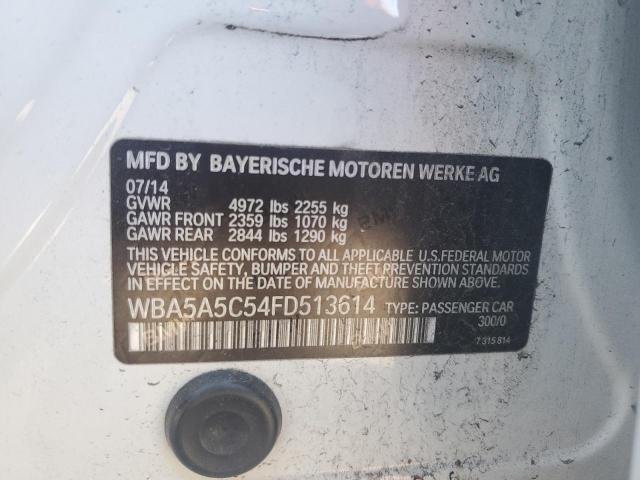 MFD BY BAYERISCHE MOTOREN WERKE AG
07/14
GVWR 4972 lbs 2255 kg
GAWR FRONT 2359 lbs 1070 kg
GAWR REAR 2844 lbs 1290 kg
THIS VEHICLE CONFORMS TO ALL APPLICABLE U.S.FEDERAL MOTOR
VEHICLE SAFETY, BUMPER, AND THEFT PREVENTION STANDARDS
IN EFFECT ON THE DATE OF MANUFACTURE SHOWN ABOVE.
WBA5A5C54FD513614 TYPE: PASSENGER CAR
300/0
7 315 814